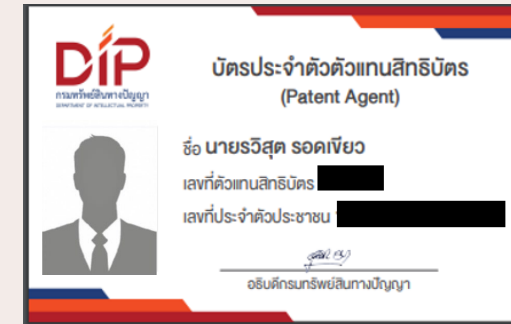 DIP
กรมทรัพย์สินทางปัญญา
DEPARTMENT OF INTELLECTUAL PROPERTY
บัตรประจำตัวตัวแทนสิทธิบัตร
(Patent Agent)
ชื่อ นายรวิสุต รอดเขียว
เลขที่ตัวแทนสิทธิบัตร
เลขที่ประจำตัวประชาชน
อธิบดีกรมทรัพย์สินทางปัญญา